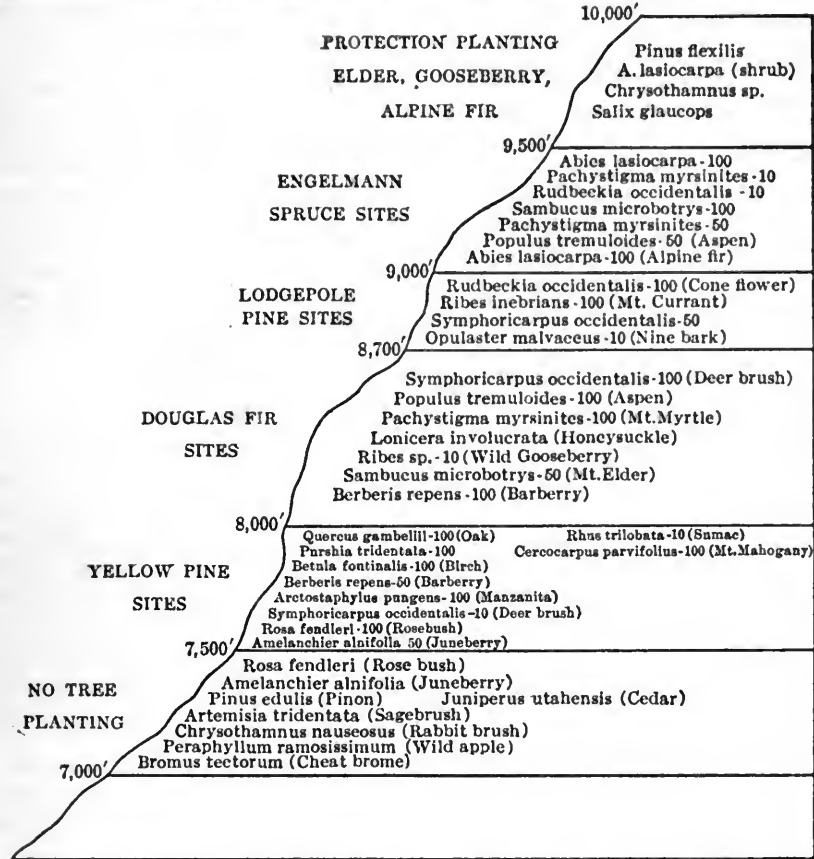 10,000′
PROTECTION PLANTING
ELDER, GOOSEBERRY,
ALPINE FIR
Pinus flexilis
A. lasiocarpa (shrub)
Chrysothamnus sp.
Salix glaucops
9,500′
ENGELMANN
SPRUCE SITES
Abies lasiocarpa-100
Pachystigma myrsinites-10
Rudbeckia occidentalis -10
Sambucus microbotrys-100
Pachystigma myrsinites-50
Populus tremuloides-50 (Aspen)
Abies lasiocarpa-100 (Alpine fir)
9,000′
LODGEPOLE
PINE SITES
Rudbeckia occidentalis-100 (Cone flower)
Ribes inebrians-100 (Mt. Currant)
Symphoricarpus occidentalis-50
Opulaster malvaceus-10 (Nine bark)
8,700′
DOUGLAS FIR
SITES
Symphoricarpus occidentalis-100 (Deer brush)
Populus tremuloides-100 (Aspen)
Pachystigma myrsinites-100 (Mt.Myrtle)
Lonicera involucrata (Honeysuckle)
Ribes sp.-10 (Wild Gooseberry)
Sambucus microbotrys-50 (Mt.Elder)
Berberis repens-100 (Barberry)
8,000′
YELLOW PINE
SITES
Quercus gambelii-100 (Oak) Rhus trilobata-10 (Sumac)
Purshia tridentata-100 Cercocarpus parvifolius-100 (Mt.Mahogany)
Betula fontinalis-100 (Birch)
Berberis repens-50 (Barberry)
Arctostaphylus pungens-100 (Manzanita)
Symphoricarpus occidentalis-10 (Deer brush)
Rosa fendleri-100 (Rosebush)
Amelanchier alnifolia 50 (Juneberry)
7,500′
NO TREE
PLANTING
Rosa fendleri (Rose bush)
Amelanchier alnifolia (Juneberry)
Pinus edulis (Pinon) Juniperus utahensis (Cedar)
Artemisia tridentata (Sagebrush)
Chrysothamnus nauseosus (Rabbit brush)
Peraphyllum ramosissimum (Wild apple)
Bromus tectorum (Cheat brome)
7,000′